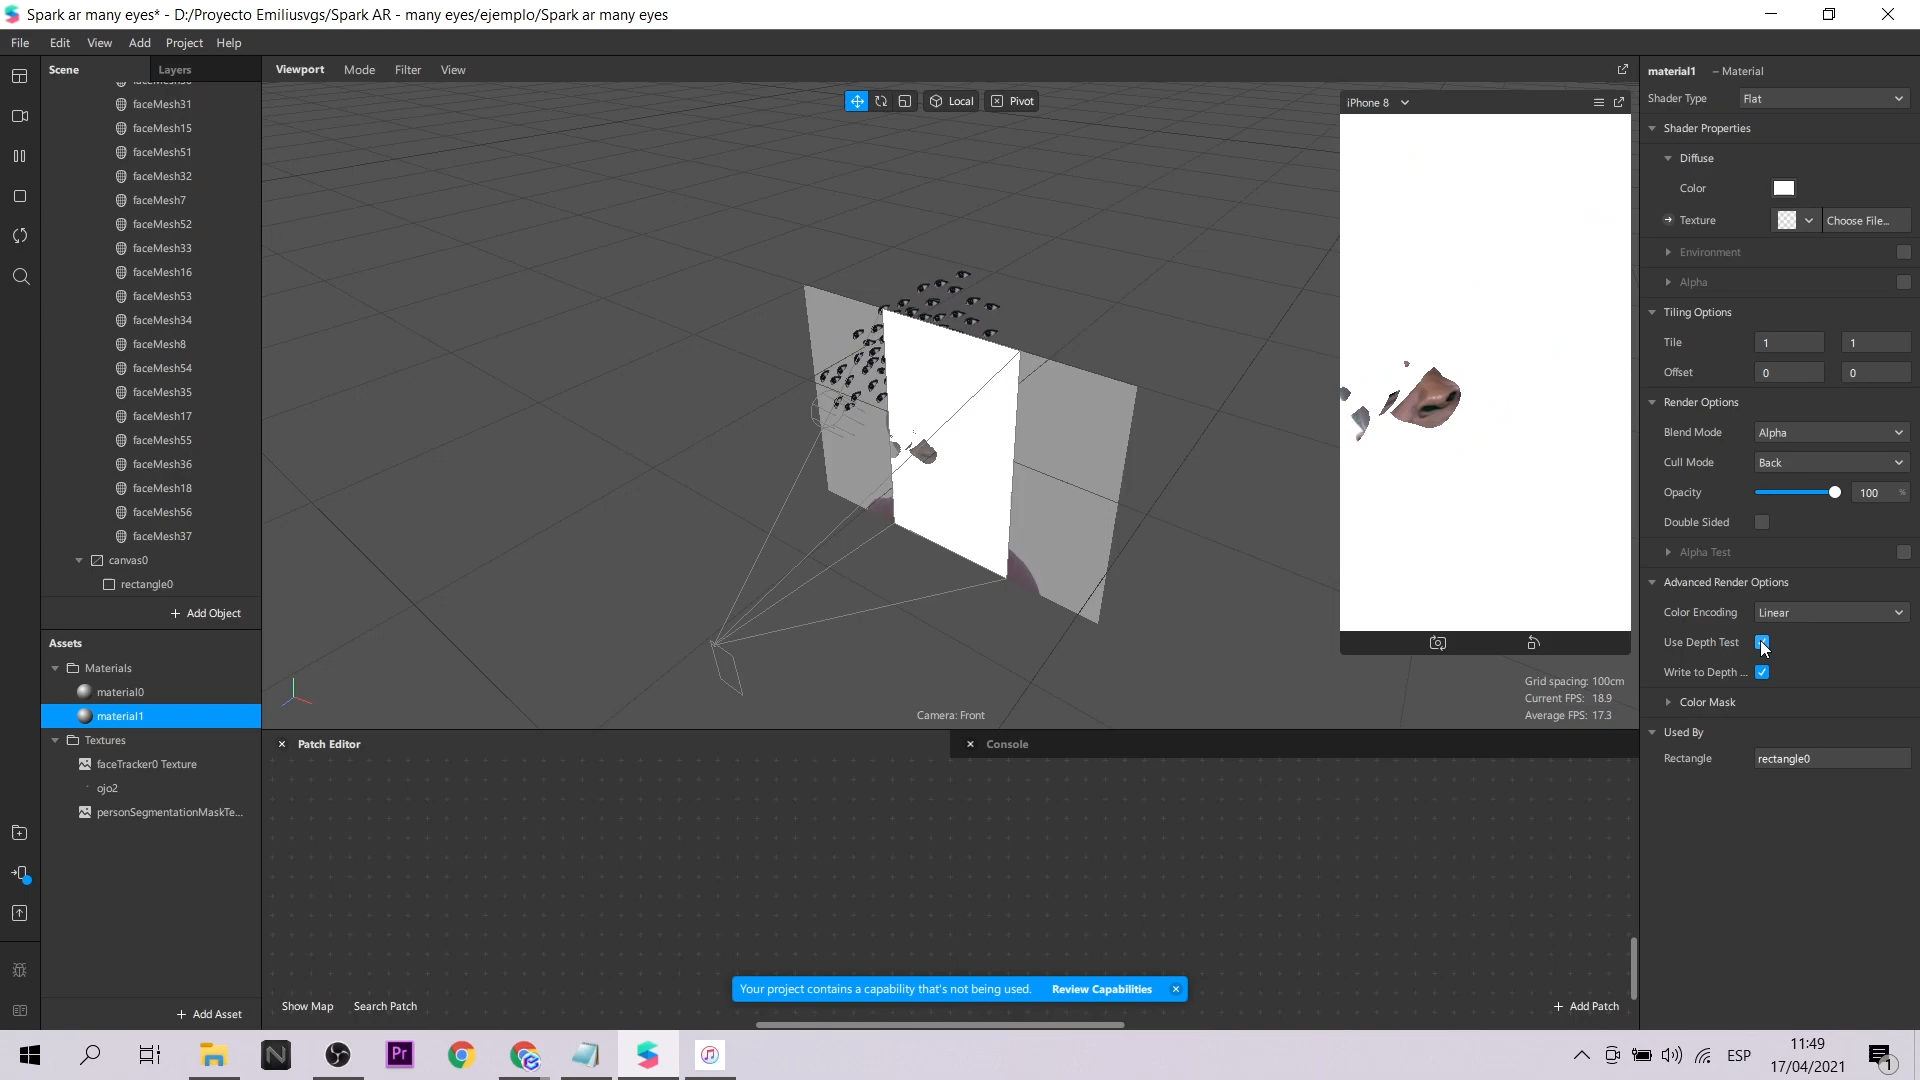 Spark ar many eyes* - D:/Proyecto Emiliusvgs/Spark AR - many eyes/ejemplo/Spark ar many eyes
File Edit View Add Project Help
Scene Layers
faceMesh31
faceMesh15
faceMesh51
faceMesh32
faceMesh7
faceMesh52
faceMesh33
faceMesh16
faceMesh53
faceMesh34
faceMesh8
faceMesh54
faceMesh35
faceMesh17
faceMesh55
faceMesh36
faceMesh18
faceMesh56
faceMesh37
canvas0
rectangle0
+ Add Object
Assets
Materials
material0
material1
Textures
faceTracker0 Texture
ojo2
personSegmentationMaskTe...
+ Add Asset
Viewport Mode Filter View
Local Pivot
iPhone 8
Grid spacing: 100cm
Current FPS: 18.9
Average FPS: 17.3
Camera: Front
Patch Editor
Console
Your project contains a capability that's not being used. Review Capabilities
Show Map Search Patch
+ Add Patch
material1 – Material
Shader Type Flat
Shader Properties
Diffuse
Color
Texture Choose File...
Environment
Alpha
Tiling Options
Tile 1 1
Offset 0 0
Render Options
Blend Mode Alpha
Cull Mode Back
Opacity 100 %
Double Sided
Alpha Test
Advanced Render Options
Color Encoding Linear
Use Depth Test
Write to Depth ...
Color Mask
Used By
Rectangle rectangle0
N
Pr
ESP
11:49
17/04/2021
1